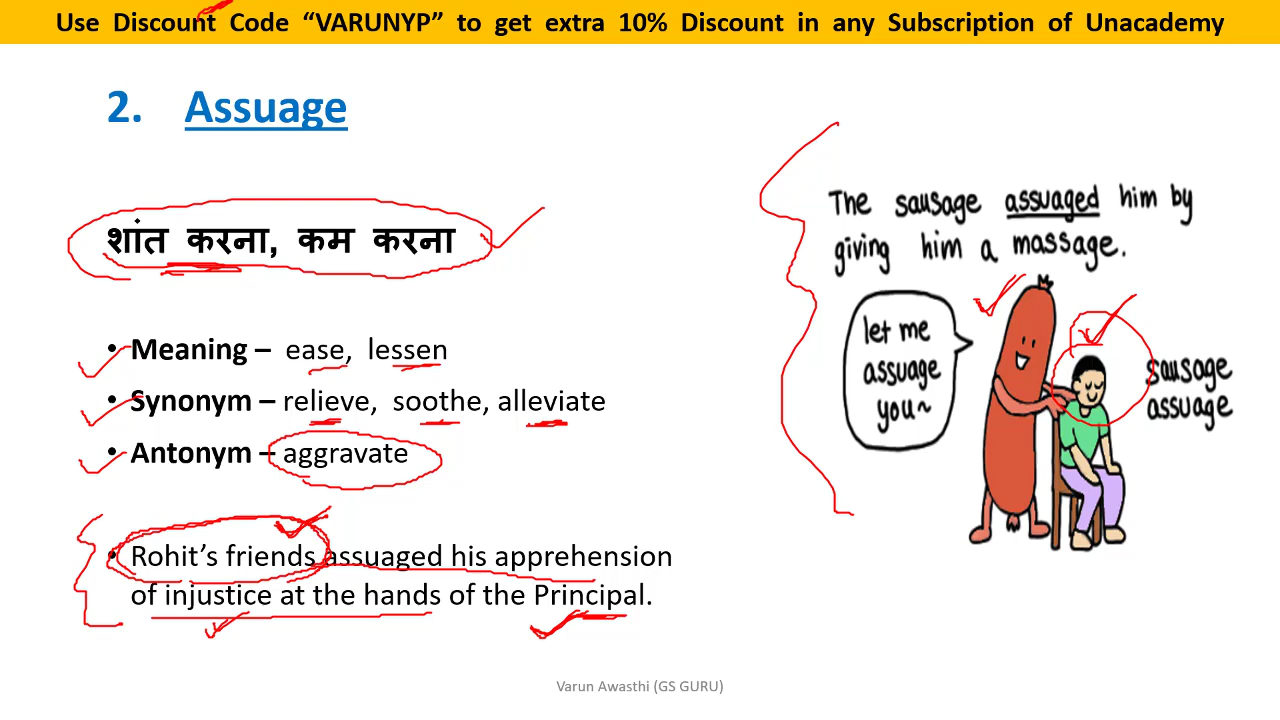 Use Discount Code “VARUNYP” to get extra 10% Discount in any Subscription of Unacademy
2. Assuage
शांत करना, कम करना
• Meaning – ease, lessen
• Synonym – relieve, soothe, alleviate
• Antonym – aggravate
• Rohit’s friends assuaged his apprehension
of injustice at the hands of the Principal.
The sausage assuaged him by
giving him a massage.
let me
assuage
you~
sausage
assuage
Varun Awasthi (GS GURU)